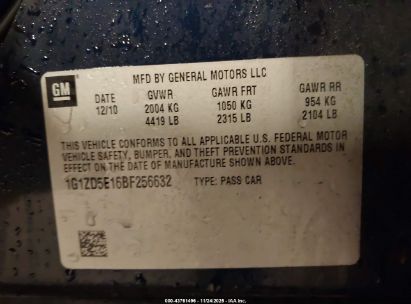 GM
MFD BY GENERAL MOTORS LLC
DATE GVWR GAWR FRT GAWR RR
12/10 2004 KG 1050 KG 954 KG
4419 LB 2315 LB 2104 LB
THIS VEHICLE CONFORMS TO ALL APPLICABLE U.S. FEDERAL MOTOR
VEHICLE SAFETY, BUMPER, AND THEFT PREVENTION STANDARDS IN
EFFECT ON THE DATE OF MANUFACTURE SHOWN ABOVE.
1G1ZD5E16BF256632 TYPE: PASS CAR